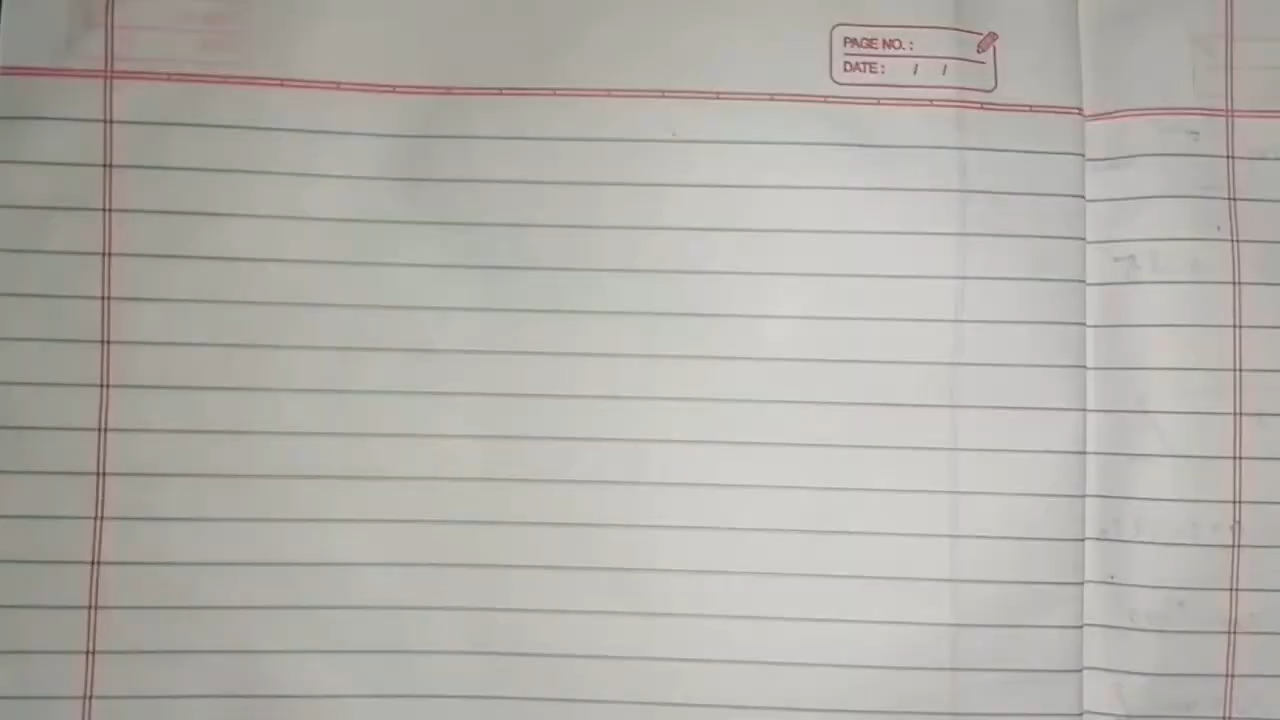 PAGE NO. :
DATE : / /